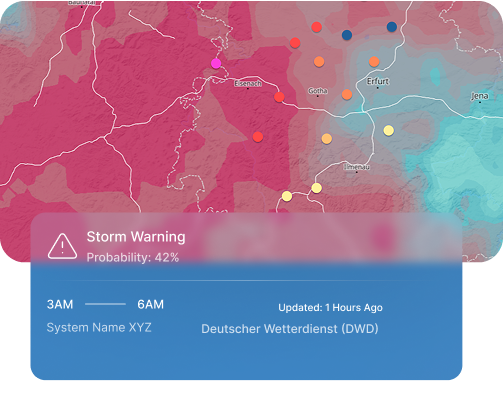 Eisenach
Gotha
Erfurt
Jena
Ilmenau
Storm Warning
Probability: 42%
3AM
6AM
Updated: 1 Hours Ago
System Name XYZ
Deutscher Wetterdienst (DWD)